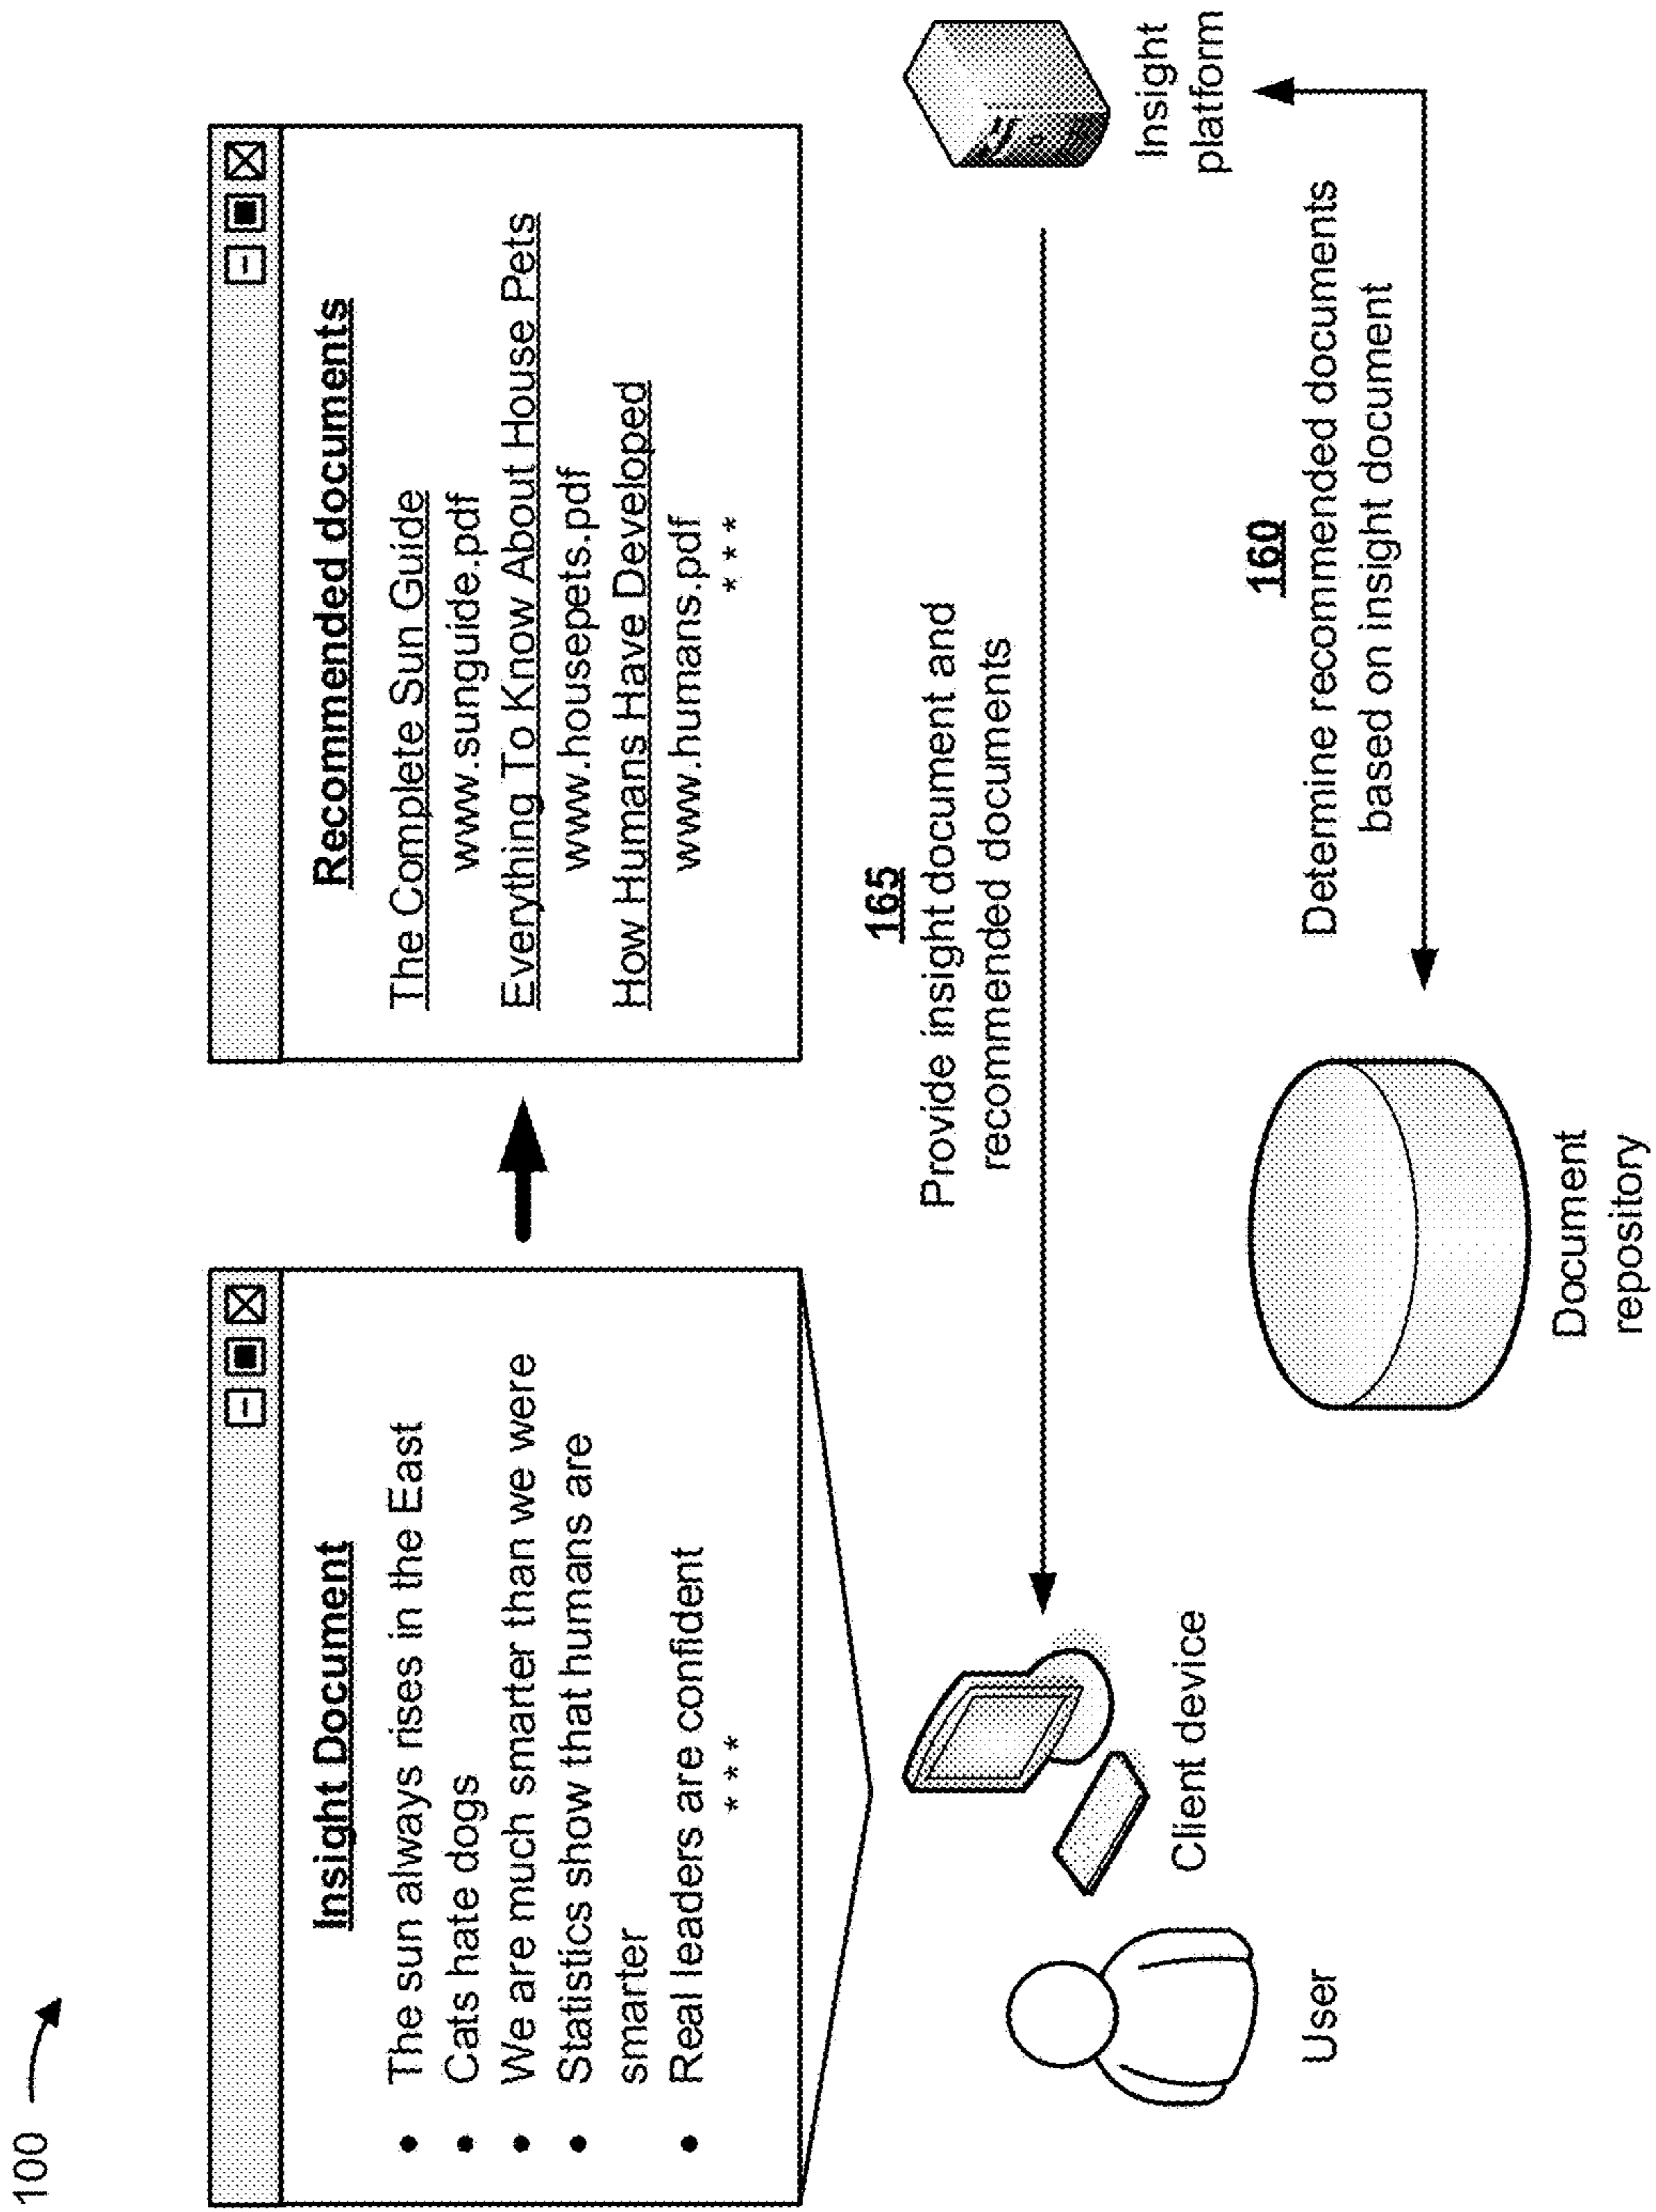 100
Insight Document
• The sun always rises in the East
• Cats hate dogs
• We are much smarter than we were
• Statistics show that humans are
smarter
• Real leaders are confident
* * *
Recommended documents
The Complete Sun Guide
www.sunguide.pdf
Everything To Know About House Pets
www.housepets.pdf
How Humans Have Developed
www.humans.pdf
* * *
165
Provide insight document and
recommended documents
User
Client device
Insight
platform
160
Determine recommended documents
based on insight document
Document
repository